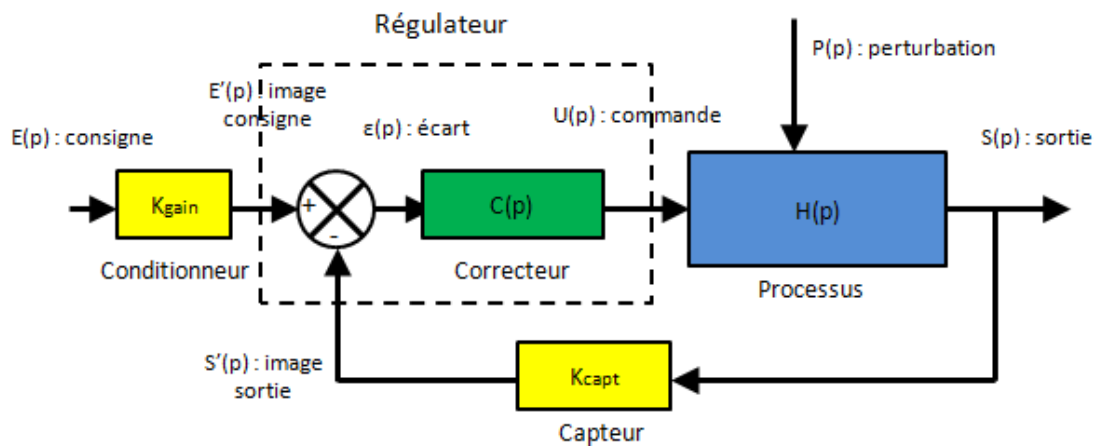 Régulateur
P(p) : perturbation
E'(p) : image
consigne
ε(p) : écart
U(p) : commande
E(p) : consigne
S(p) : sortie
Kgain
+
-
C(p)
H(p)
Conditionneur
Correcteur
Processus
S'(p) : image
sortie
Kcapt
Capteur